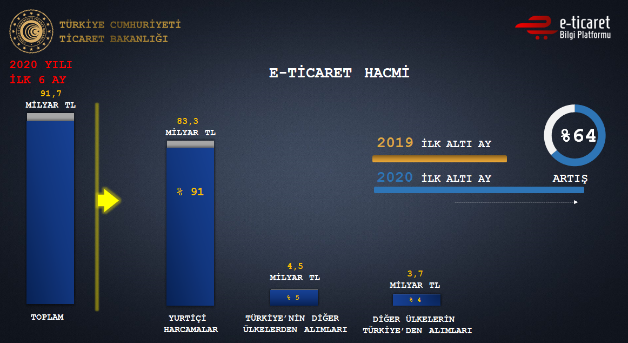 TÜRKİYE CUMHURİYETİ
TİCARET BAKANLIĞI
e-ticaret
Bilgi Platformu
2020 YILI
İLK 6 AY
E-TİCARET HACMİ
91,7
MİLYAR TL
TOPLAM
83,3
MİLYAR TL
% 91
YURTİÇİ
HARCAMALAR
4,5
MİLYAR TL
% 5
TÜRKİYE'NİN DİĞER
ÜLKELERDEN ALIMLARI
3,7
MİLYAR TL
% 4
DİĞER ÜLKELERİN
TÜRKİYE'DEN ALIMLARI
2019 İLK ALTI AY
2020 İLK ALTI AY
%64
ARTIŞ